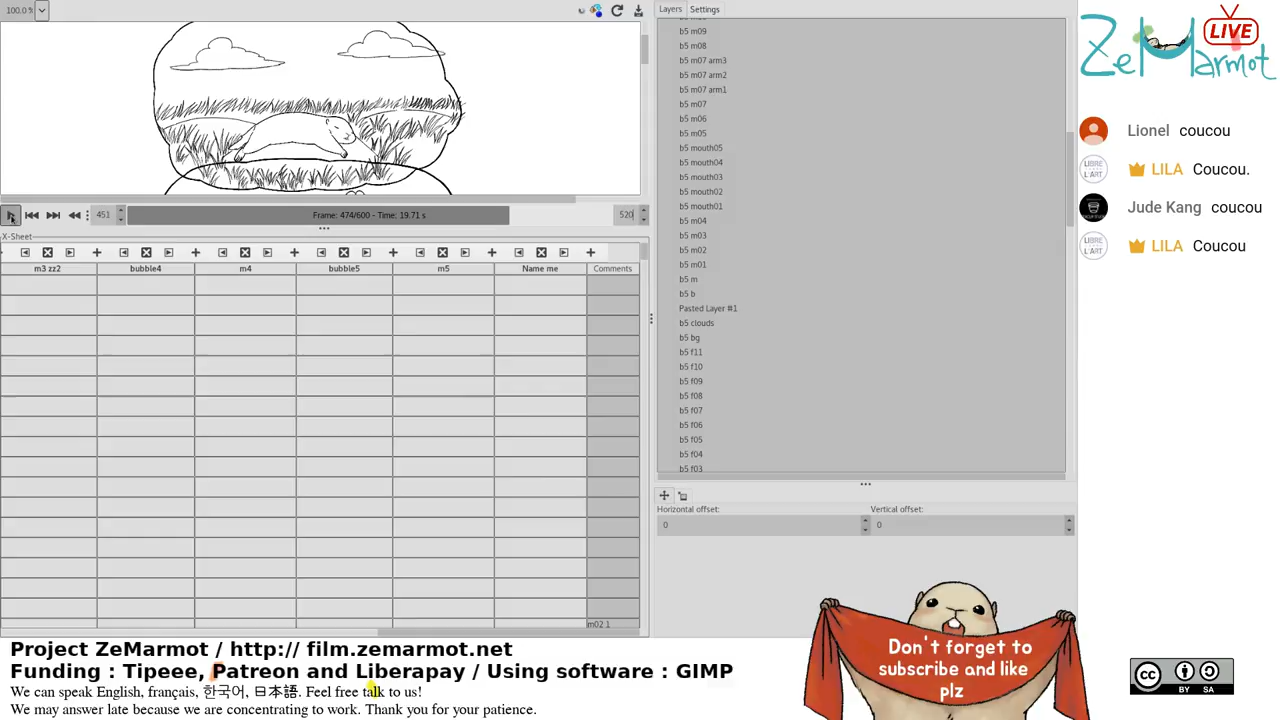 100.0 %
451
Frame: 474/600 - Time: 19.71 s
520
X-Sheet
m3 zz2 bubble4 m4 bubble5 m5 Name me Comments
m02 1
Layers Settings
b5 m09
b5 m08
b5 m07 arm3
b5 m07 arm2
b5 m07 arm1
b5 m07
b5 m06
b5 m05
b5 mouth05
b5 mouth04
b5 mouth03
b5 mouth02
b5 mouth01
b5 m04
b5 m03
b5 m02
b5 m01
b5 m
b5 b
Pasted Layer #1
b5 clouds
b5 bg
b5 f11
b5 f10
b5 f09
b5 f08
b5 f07
b5 f06
b5 f05
b5 f04
b5 f03
Horizontal offset: Vertical offset:
0 0
ZeMarmot
LIVE
Lionel coucou
LILA Coucou.
Jude Kang coucou
LILA Coucou
Don't forget to
subscribe and like
plz
Project ZeMarmot / http:// film.zemarmot.net
Funding : Tipeee, Patreon and Liberapay / Using software : GIMP
We can speak English, français, 한국어, 日本語. Feel free talk to us!
We may answer late because we are concentrating to work. Thank you for your patience.
cc
BY SA